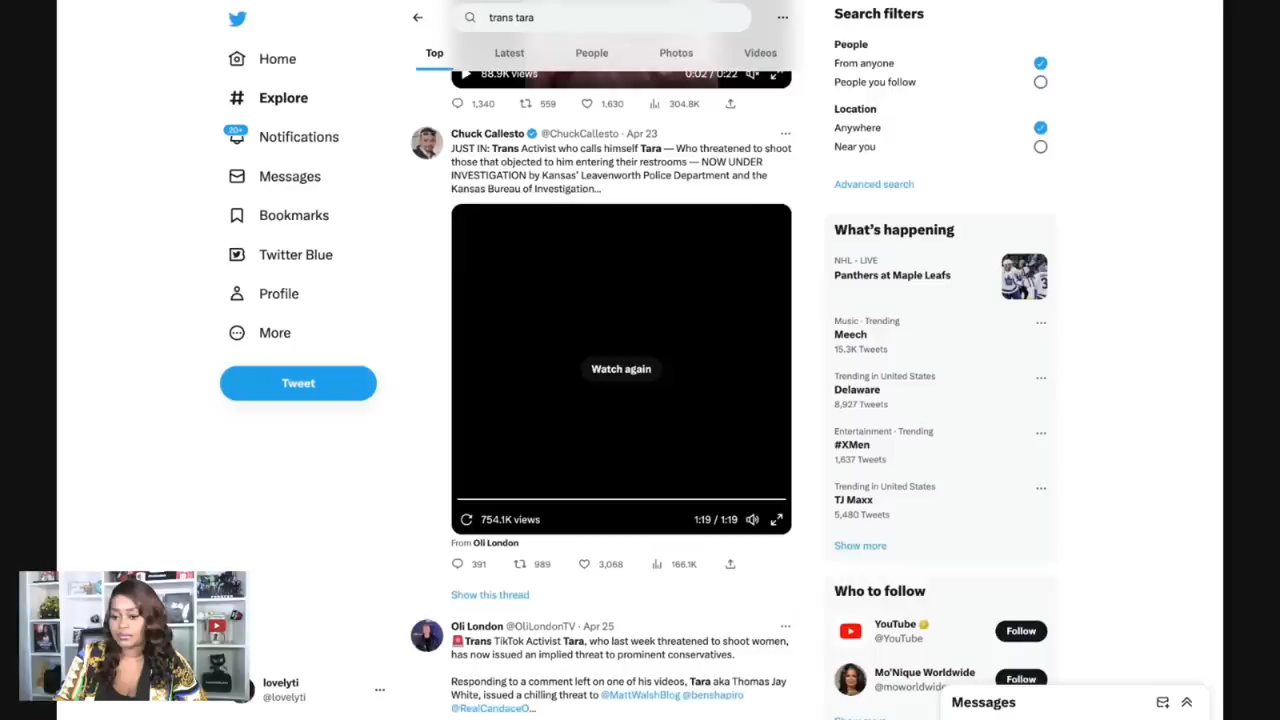 Home
Explore
20+
Notifications
Messages
Bookmarks
Twitter Blue
Profile
More
Tweet
lovelyti
@lovelyti
trans tara
Top
Latest
People
Photos
Videos
88.9K views
0:02 / 0:22
1,340
559
1,630
304.8K
Chuck Callesto @ChuckCallesto · Apr 23
JUST IN: Trans Activist who calls himself Tara — Who threatened to shoot
those that objected to him entering their restrooms — NOW UNDER
INVESTIGATION by Kansas' Leavenworth Police Department and the
Kansas Bureau of Investigation...
Watch again
754.1K views
1:19 / 1:19
From Oli London
391
989
3,068
166.1K
Show this thread
Oli London @OliLondonTV · Apr 25
Trans TikTok Activist Tara, who last week threatened to shoot women,
has now issued an implied threat to prominent conservatives.
Responding to a comment left on one of his videos, Tara aka Thomas Jay
White, issued a chilling threat to @MattWalshBlog @benshapiro
@RealCandaceO...
Search filters
People
From anyone
People you follow
Location
Anywhere
Near you
Advanced search
What's happening
NHL · LIVE
Panthers at Maple Leafs
Music · Trending
Meech
15.3K Tweets
Trending in United States
Delaware
8,927 Tweets
Entertainment · Trending
#XMen
1,637 Tweets
Trending in United States
TJ Maxx
5,480 Tweets
Show more
Who to follow
YouTube
@YouTube
Follow
Mo'Nique Worldwide
@moworldwide
Follow
Messages